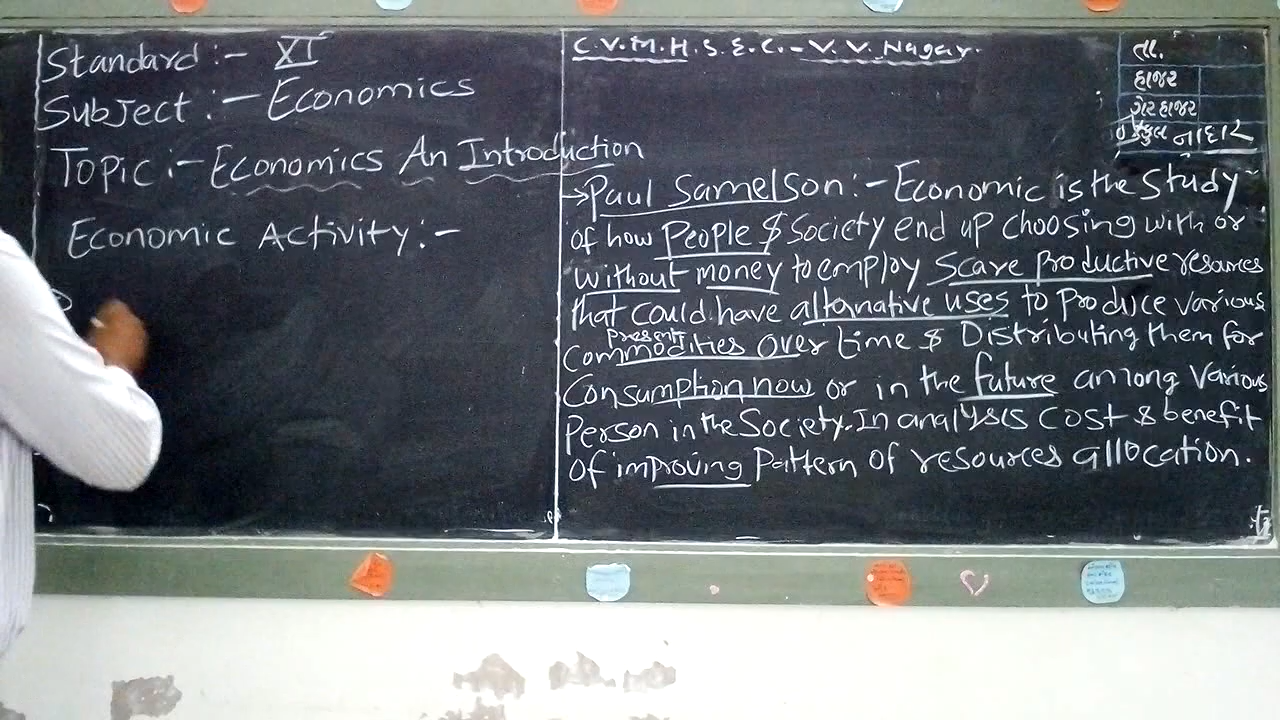 Standard :- XI
Subject :- Economics
Topic :- Economics An Introduction
Economic Activity :-
C.V.M.H.S.E.C. - V.V. Nagar.
તા.
હાજર
ગેરહાજર
કુલ નાદાર
→ Paul Samelson :- Economic is the Study
of how People & Society end up choosing with or
without money to employ Scare Productive resources
that could have alternative uses to Produce various
Present
Commodities over time & Distributing them for
Consumption now or in the future among Various
Person in the Society. In analysis Cost & benefit
of improving Pattern of resources allocation.